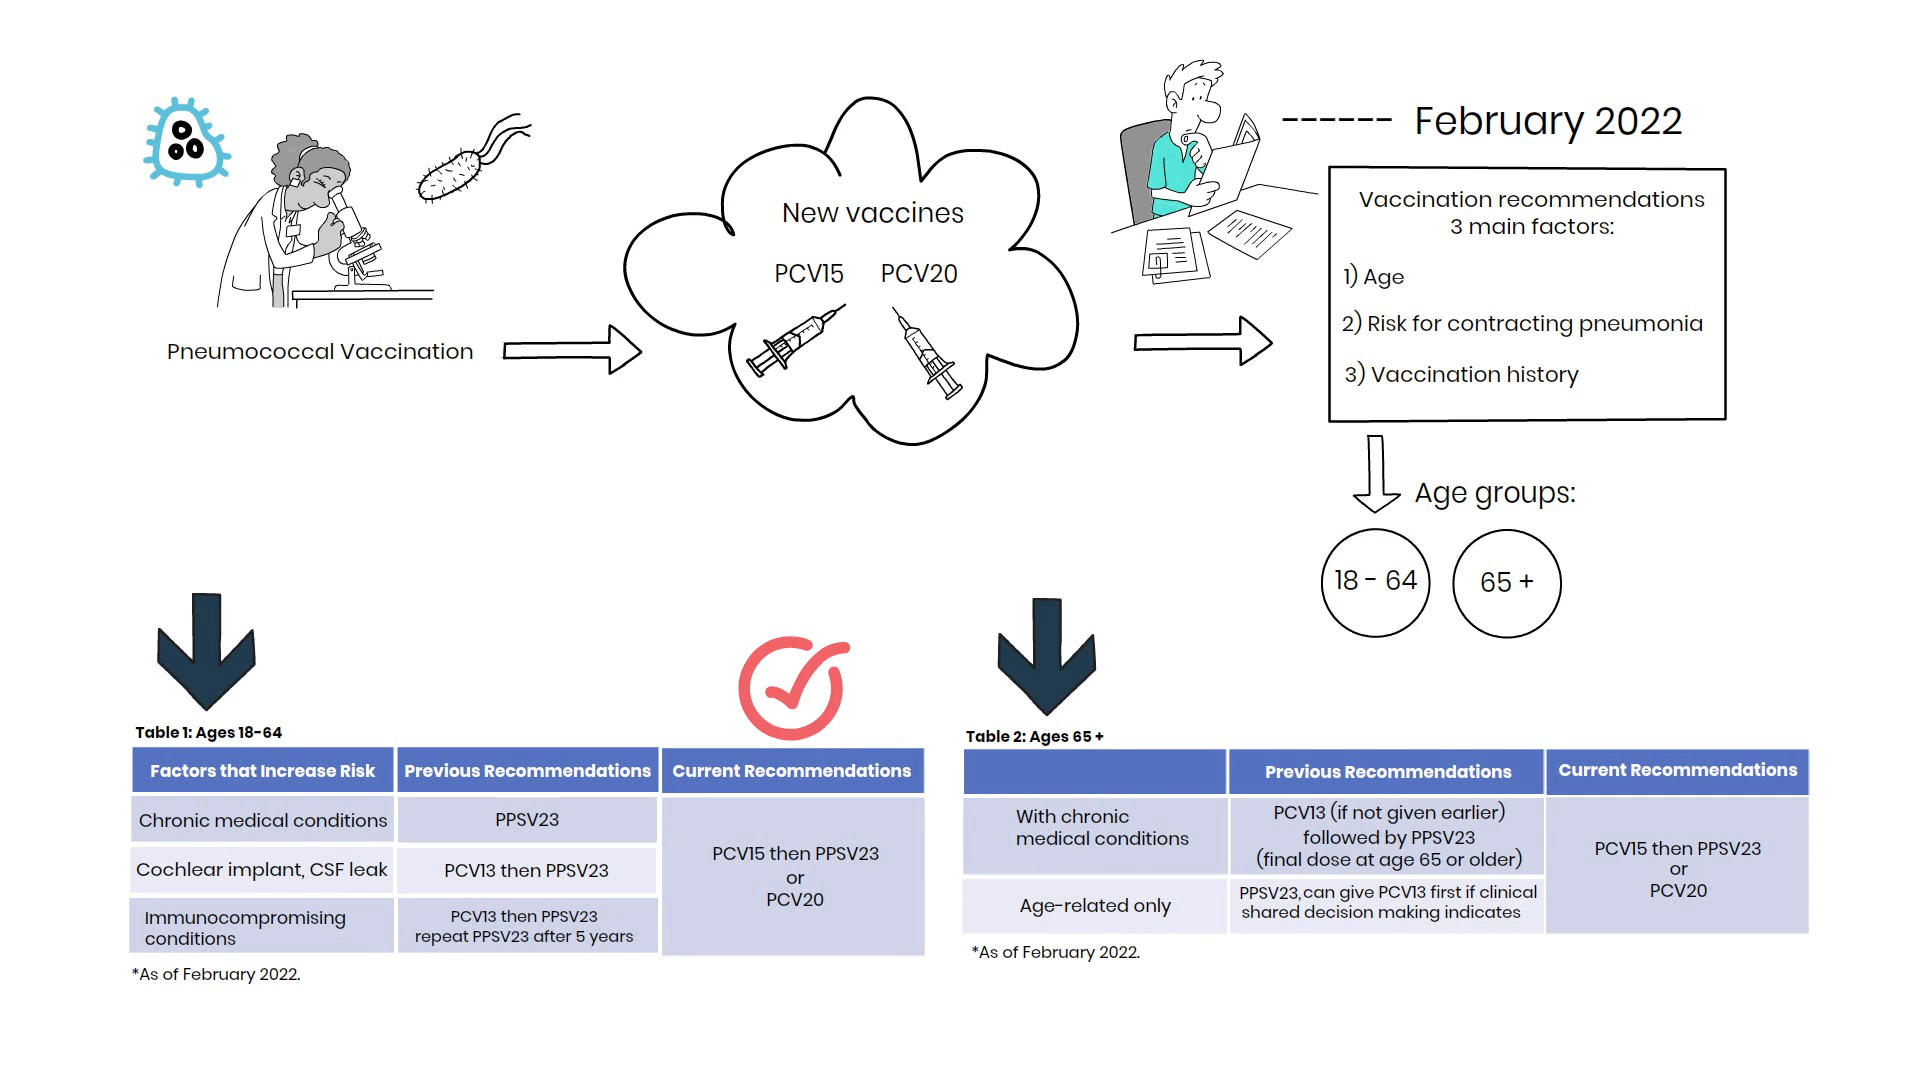 Pneumococcal Vaccination
New vaccines
PCV15 PCV20
------ February 2022
Vaccination recommendations
3 main factors:
1) Age
2) Risk for contracting pneumonia
3) Vaccination history
Age groups:
18 - 64
65 +
Table 1: Ages 18-64
Factors that Increase Risk Previous Recommendations Current Recommendations
Chronic medical conditions PPSV23
Cochlear implant, CSF leak PCV13 then PPSV23
Immunocompromising
conditions
PCV13 then PPSV23
repeat PPSV23 after 5 years
PCV15 then PPSV23
or
PCV20
*As of February 2022.
Table 2: Ages 65 +
Previous Recommendations Current Recommendations
With chronic
medical conditions
PCV13 (if not given earlier)
followed by PPSV23
(final dose at age 65 or older)
Age-related only
PPSV23, can give PCV13 first if clinical
shared decision making indicates
PCV15 then PPSV23
or
PCV20
*As of February 2022.